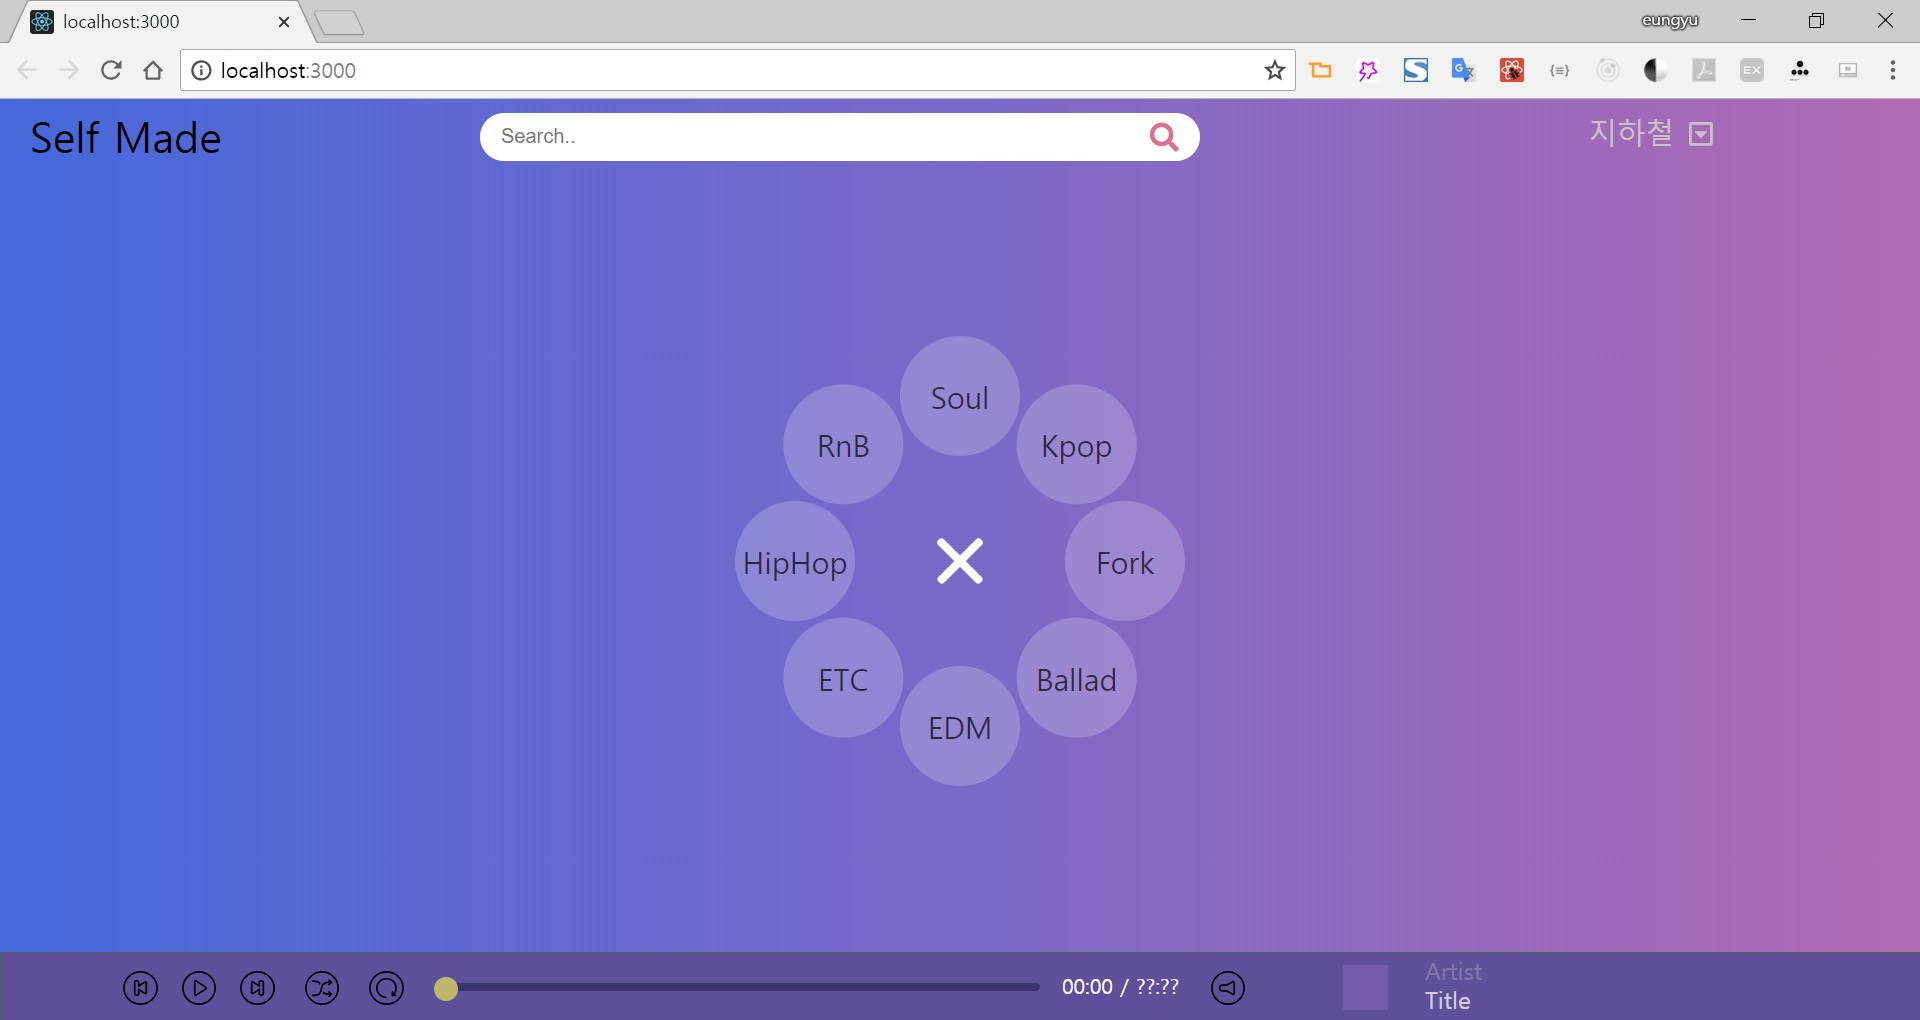 localhost:3000
eungyu
localhost:3000
Self Made
Search..
지하철
Soul
RnB
Kpop
HipHop
Fork
ETC
Ballad
EDM
00:00 / ??:??
Artist
Title